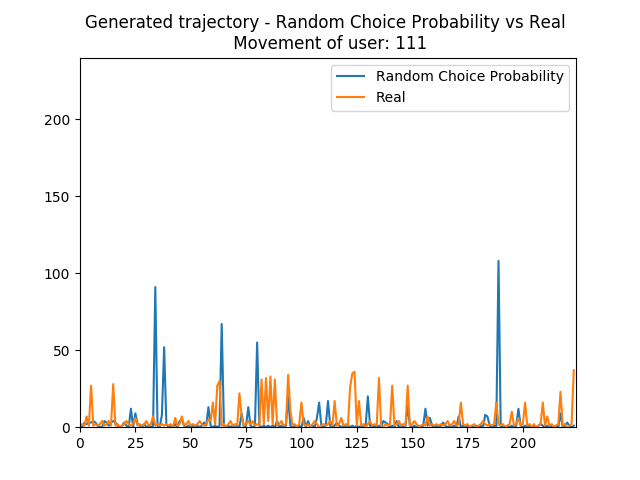 Generated trajectory - Random Choice Probability vs Real
Movement of user: 111
Random Choice Probability
Real
200
150
100
50
0
0 25 50 75 100 125 150 175 200